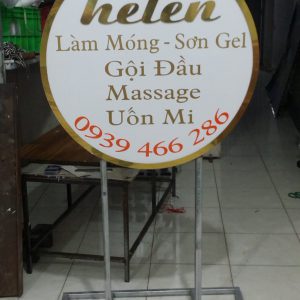 helen
Làm Móng - Sơn Gel
Gội Đầu
Massage
Uốn Mi
0939 466 286